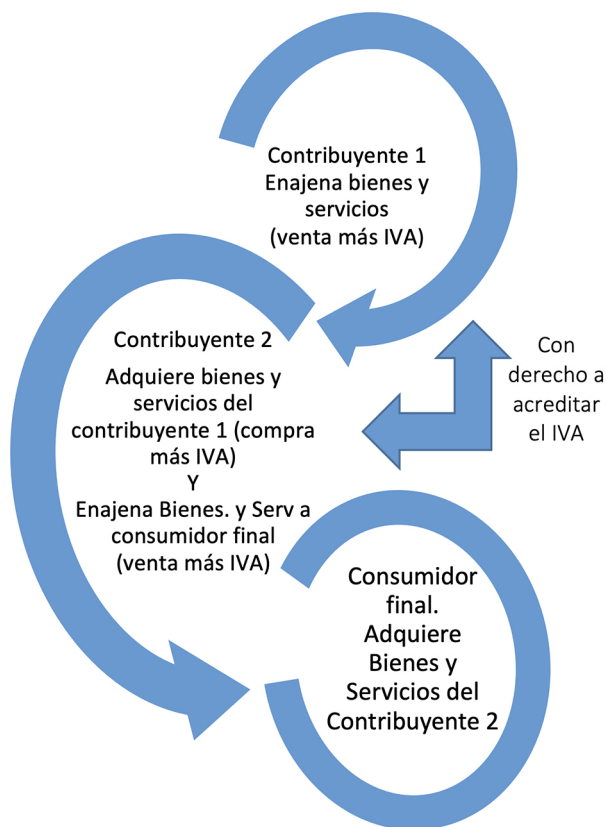 Contribuyente 1
Enajena bienes y
servicios
(venta más IVA)
Contribuyente 2
Adquiere bienes y
servicios del
contribuyente 1 (compra
más IVA)
Y
Enajena Bienes. y Serv a
consumidor final
(venta más IVA)
Con
derecho a
acreditar
el IVA
Consumidor
final.
Adquiere
Bienes y
Servicios del
Contribuyente 2